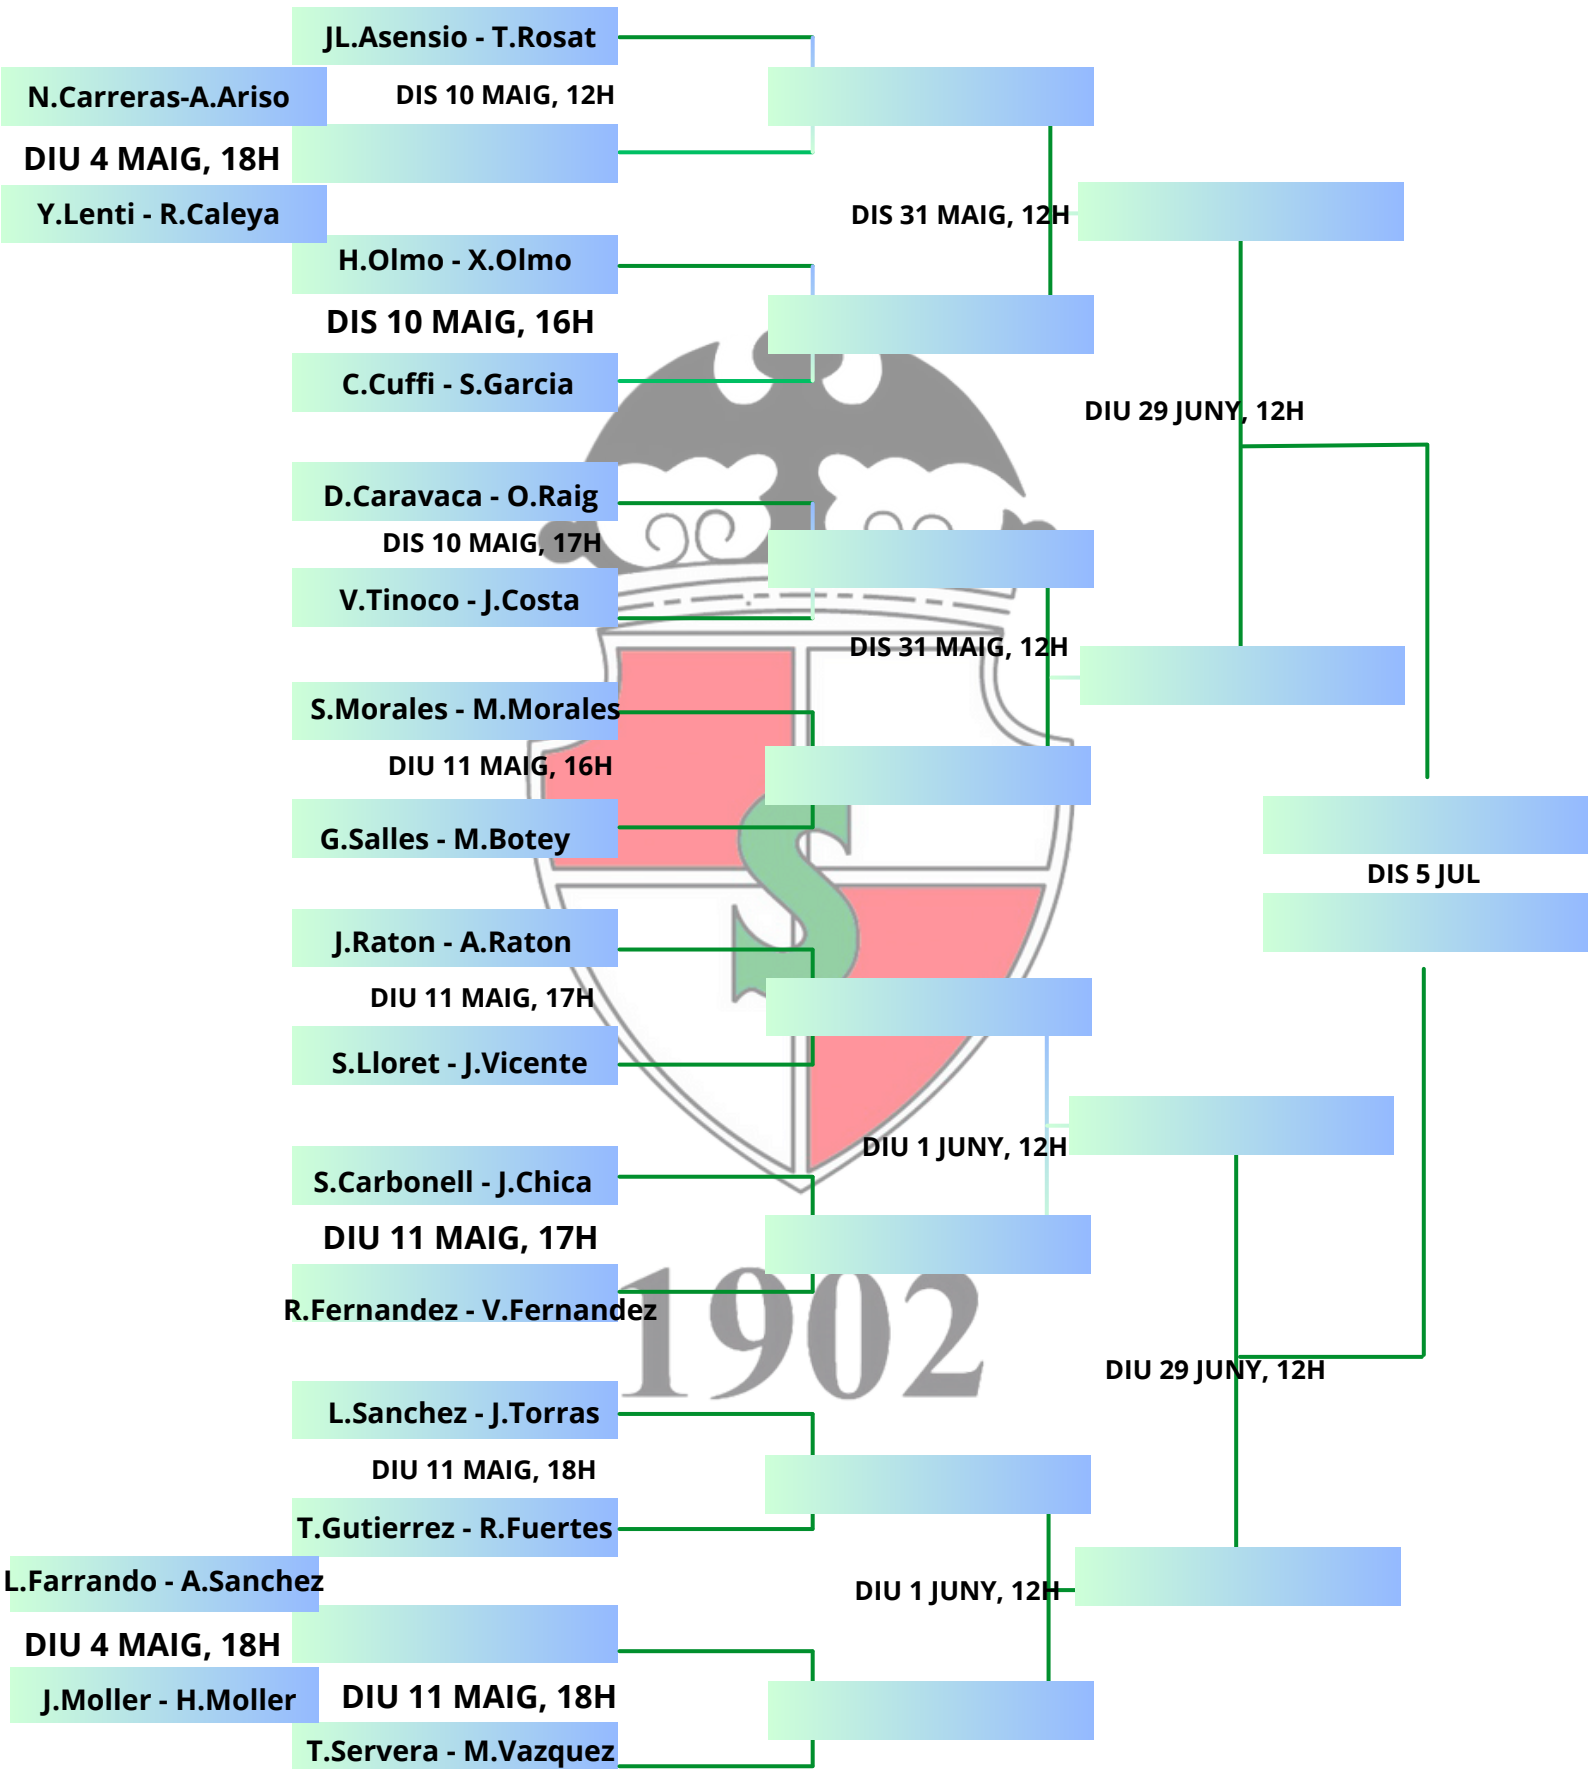 JL.Asensio - T.Rosat
N.Carreras-A.Ariso
DIS 10 MAIG, 12H
DIU 4 MAIG, 18H
Y.Lenti - R.Caleya
DIS 31 MAIG, 12H
H.Olmo - X.Olmo
DIS 10 MAIG, 16H
C.Cuffi - S.Garcia
DIU 29 JUNY, 12H
D.Caravaca - O.Raig
DIS 10 MAIG, 17H
V.Tinoco - J.Costa
DIS 31 MAIG, 12H
S.Morales - M.Morales
DIU 11 MAIG, 16H
G.Salles - M.Botey
S
DIS 5 JUL
J.Raton - A.Raton
DIU 11 MAIG, 17H
S.Lloret - J.Vicente
DIU 1 JUNY, 12H
S.Carbonell - J.Chica
DIU 11 MAIG, 17H
R.Fernandez - V.Fernandez
1902
DIU 29 JUNY, 12H
L.Sanchez - J.Torras
DIU 11 MAIG, 18H
T.Gutierrez - R.Fuertes
L.Farrando - A.Sanchez
DIU 1 JUNY, 12H
DIU 4 MAIG, 18H
J.Moller - H.Moller
DIU 11 MAIG, 18H
T.Servera - M.Vazquez